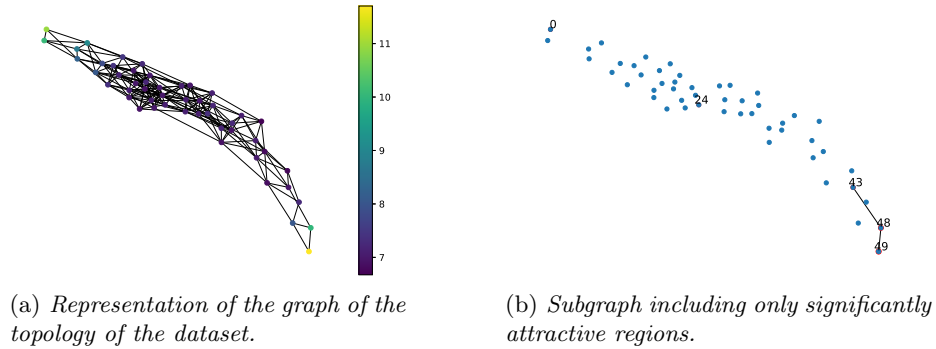 11
10
9
8
7
0
24
43
48
49
(a) Representation of the graph of the
topology of the dataset.
(b) Subgraph including only significantly
attractive regions.